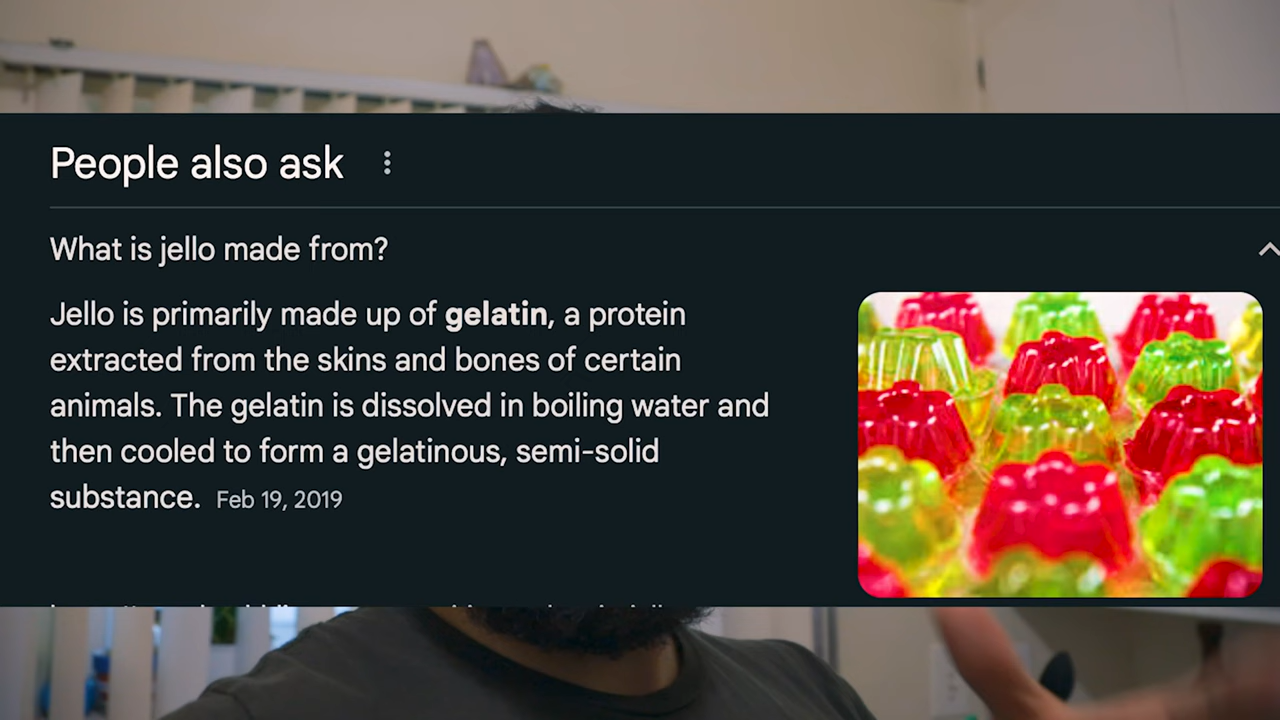 People also ask
What is jello made from?
Jello is primarily made up of gelatin, a protein
extracted from the skins and bones of certain
animals. The gelatin is dissolved in boiling water and
then cooled to form a gelatinous, semi-solid
substance. Feb 19, 2019